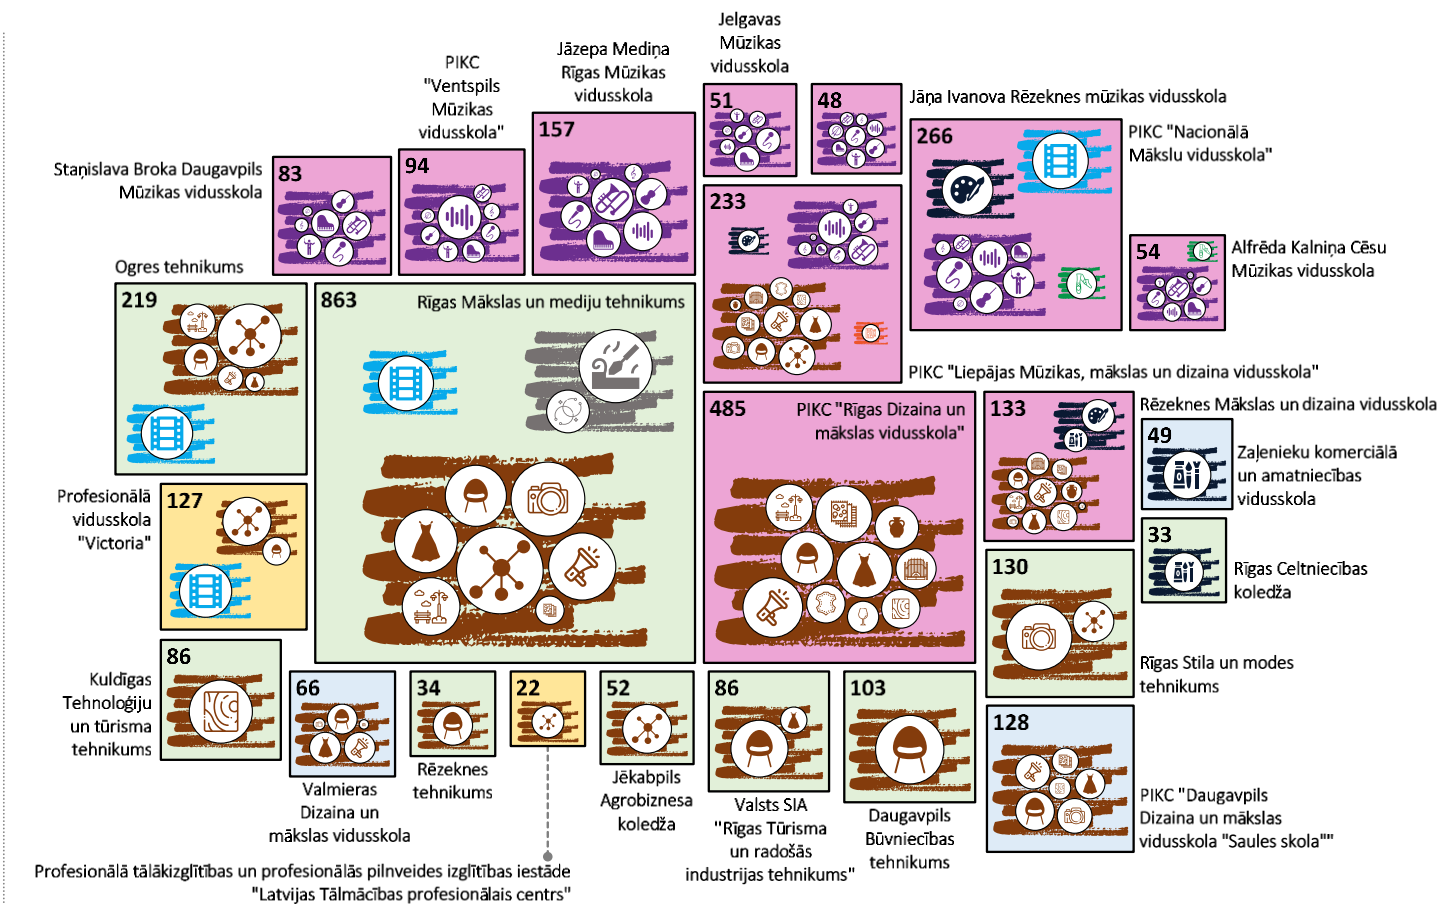 Jelgavas
Mūzikas
vidusskola
51
48
Jāņa Ivanova Rēzeknes mūzikas vidusskola
Jāzepa Mediņa
Rīgas Mūzikas
vidusskola
157
PIKC
"Ventspils
Mūzikas
vidusskola"
94
Staņislava Broka Daugavpils
Mūzikas vidusskola
83
266
PIKC "Nacionālā
Mākslu vidusskola"
233
54
Alfrēda Kalniņa Cēsu
Mūzikas vidusskola
Ogres tehnikums
219
863
Rīgas Mākslas un mediju tehnikums
PIKC "Liepājas Mūzikas, mākslas un dizaina vidusskola"
485
PIKC "Rīgas Dizaina un
mākslas vidusskola"
133
Rēzeknes Mākslas un dizaina vidusskola
49
Zaļenieku komerciālā
un amatniecības
vidusskola
Profesionālā
vidusskola
"Victoria"
127
33
Rīgas Celtniecības
koledža
130
Rīgas Stila un modes
tehnikums
86
Kuldīgas
Tehnoloģiju
un tūrisma
tehnikums
66
Valmieras
Dizaina un
mākslas vidusskola
34
Rēzeknes
tehnikums
22
52
Jēkabpils
Agrobiznesa
koledža
86
Valsts SIA
"Rīgas Tūrisma
un radošās
industrijas tehnikums"
103
Daugavpils
Būvniecības
tehnikums
128
PIKC "Daugavpils
Dizaina un mākslas
vidusskola "Saules skola""
Profesionālā tālākizglītības un profesionālās pilnveides izglītības iestāde
"Latvijas Tālmācības profesionālais centrs"